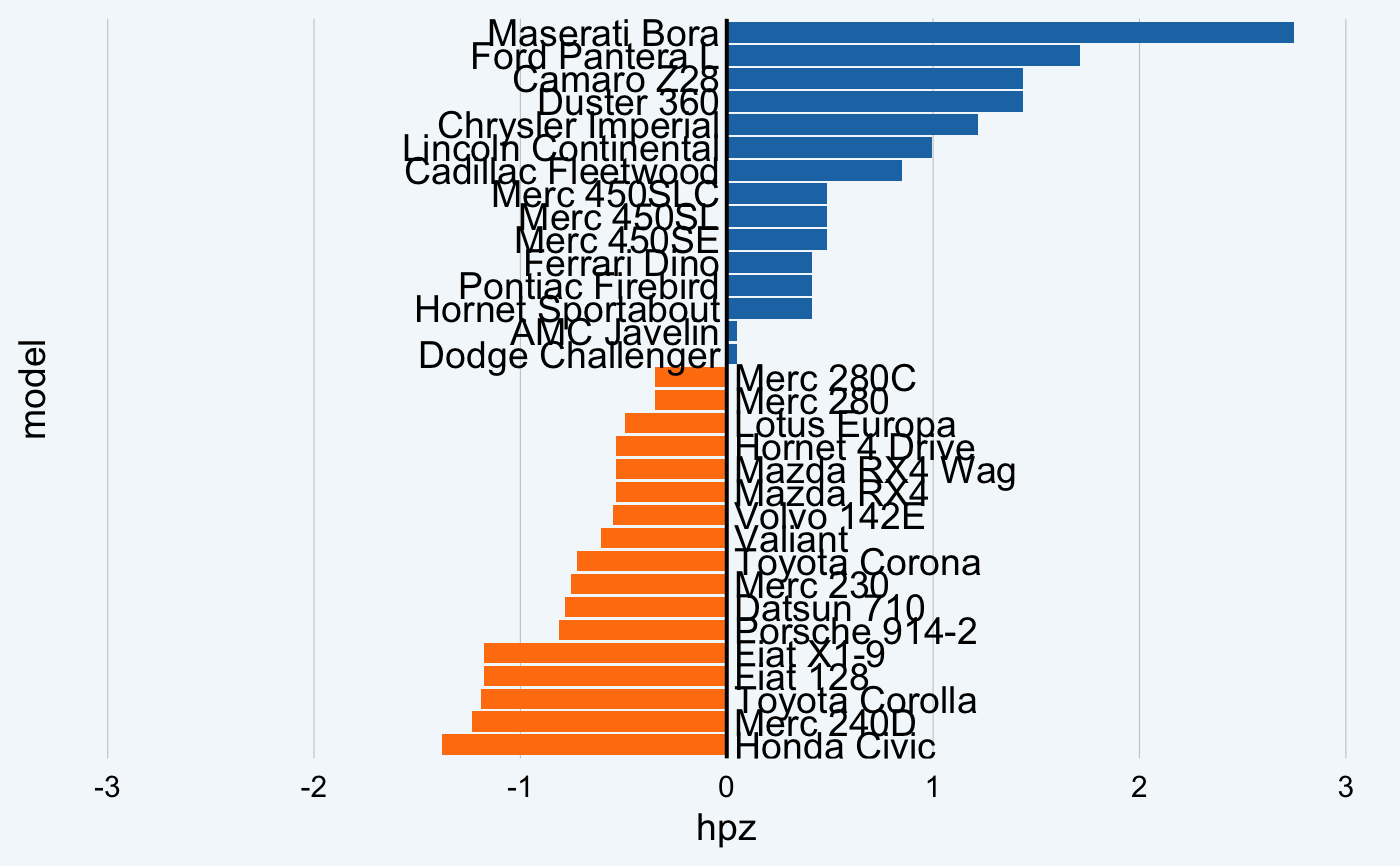 Maserati Bora
Ford Pantera L
Camaro Z28
Duster 360
Chrysler Imperial
Lincoln Continental
Cadillac Fleetwood
Merc 450SLC
Merc 450SL
Merc 450SE
Ferrari Dino
Pontiac Firebird
Hornet Sportabout
AMC Javelin
Dodge Challenger
Merc 280C
Merc 280
Lotus Europa
Hornet 4 Drive
Mazda RX4 Wag
Mazda RX4
Volvo 142E
Valiant
Toyota Corona
Merc 230
Datsun 710
Porsche 914-2
Fiat X1-9
Fiat 128
Toyota Corolla
Merc 240D
Honda Civic
model
-3 -2 -1 0 1 2 3
hpz